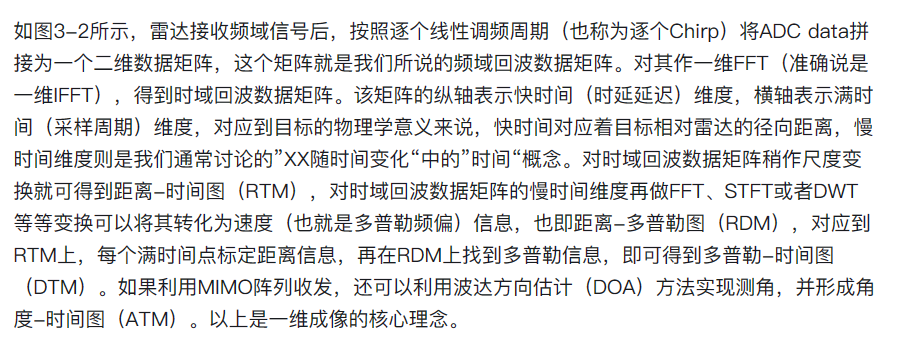 如图3-2所示，雷达接收频域信号后，按照逐个线性调频周期（也称为逐个Chirp）将ADC data拼
接为一个二维数据矩阵，这个矩阵就是我们所说的频域回波数据矩阵。对其作一维FFT（准确说是
一维IFFT），得到时域回波数据矩阵。该矩阵的纵轴表示快时间（时延延迟）维度，横轴表示满时
间（采样周期）维度，对应到目标的物理学意义来说，快时间对应着目标相对雷达的径向距离，慢
时间维度则是我们通常讨论的”XX随时间变化“中的”时间“概念。对时域回波数据矩阵稍作尺度变
换就可得到距离-时间图（RTM），对时域回波数据矩阵的慢时间维度再做FFT、STFT或者DWT
等等变换可以将其转化为速度（也就是多普勒频偏）信息，也即距离-多普勒图（RDM），对应到
RTM上，每个满时间点标定距离信息，再在RDM上找到多普勒信息，即可得到多普勒-时间图
（DTM）。如果利用MIMO阵列收发，还可以利用波达方向估计（DOA）方法实现测角，并形成角
度-时间图（ATM）。以上是一维成像的核心理念。